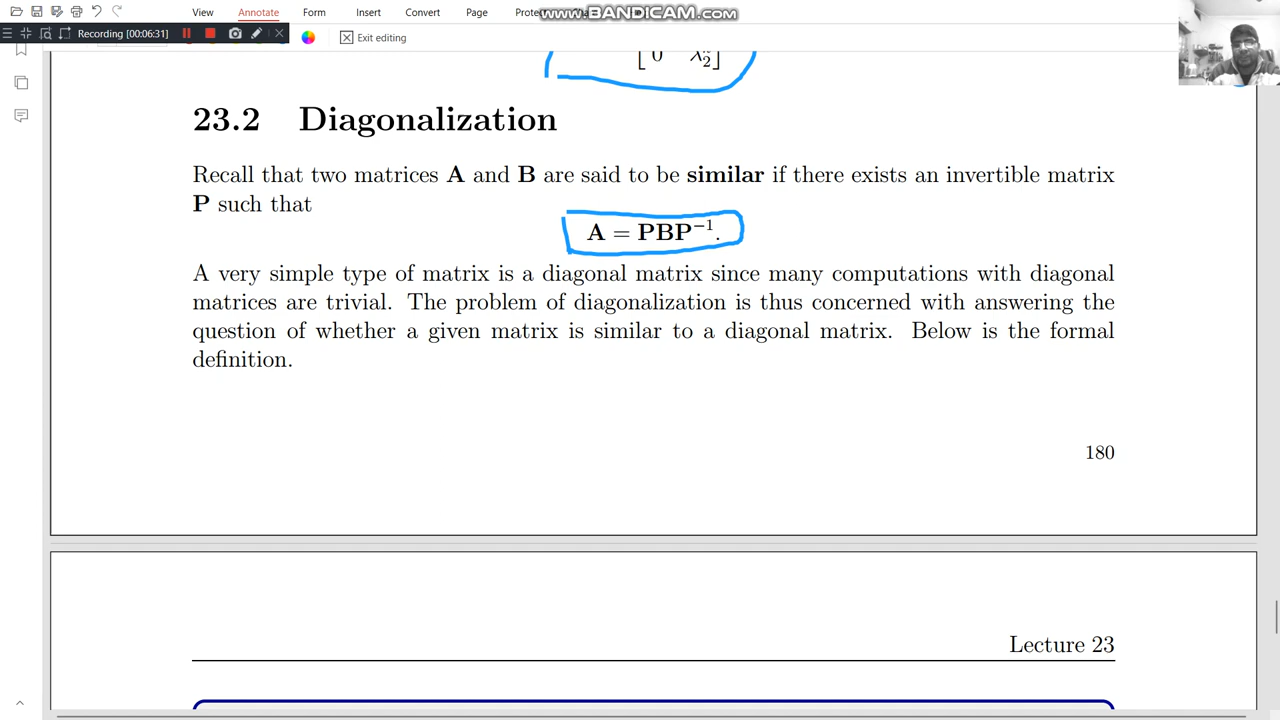 View Annotate Form Insert Convert Page
www.BANDICAM.com
Recording [00:06:31]
Exit editing
[ 0 λ₂² ]
23.2 Diagonalization
Recall that two matrices A and B are said to be similar if there exists an invertible matrix
P such that
A = PBP⁻¹.
A very simple type of matrix is a diagonal matrix since many computations with diagonal
matrices are trivial. The problem of diagonalization is thus concerned with answering the
question of whether a given matrix is similar to a diagonal matrix. Below is the formal
definition.
180
Lecture 23